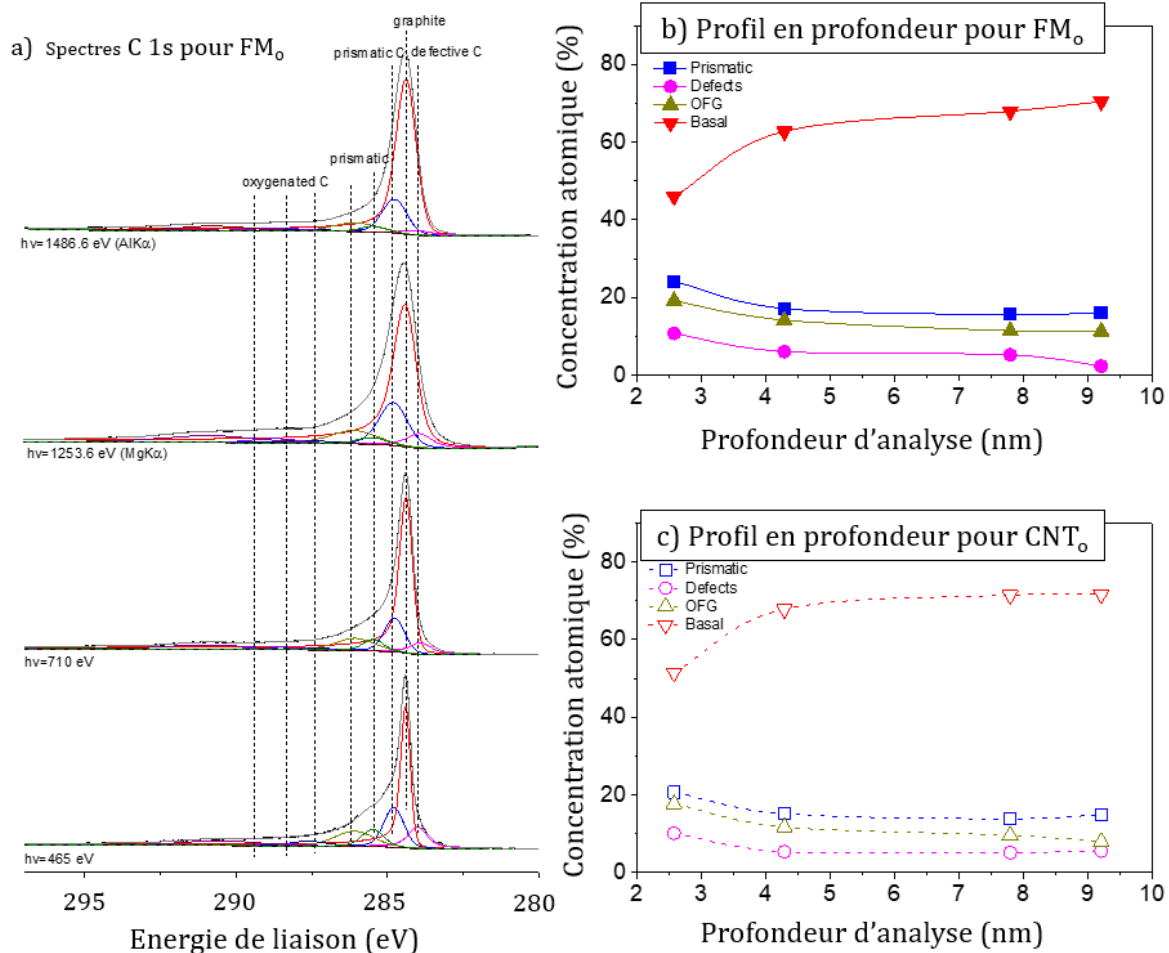 a) Spectres C 1s pour FMₒ
graphite
prismatic C
defective C
prismatic
oxygenated C
hν=1486.6 eV (AlKα)
hν=1253.6 eV (MgKα)
hν=710 eV
hν=465 eV
295 290 285 280
Energie de liaison (eV)
b) Profil en profondeur pour FMₒ
Prismatic
Defects
OFG
Basal
80
60
40
20
0
2 3 4 5 6 7 8 9 10
Concentration atomique (%)
Profondeur d’analyse (nm)
c) Profil en profondeur pour CNTₒ
Prismatic
Defects
OFG
Basal
80
60
40
20
0
2 3 4 5 6 7 8 9 10
Concentration atomique (%)
Profondeur d’analyse (nm)